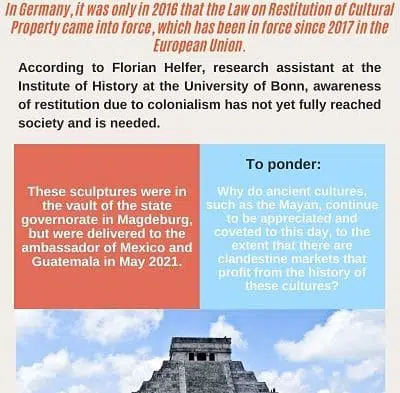 In Germany, it was only in 2016 that the Law on Restitution of Cultural
Property came into force, which has been in force since 2017 in the
European Union.
According to Florian Helfer, research assistant at the
Institute of History at the University of Bonn, awareness
of restitution due to colonialism has not yet fully reached
society and is needed.
These sculptures were in
the vault of the state
governorate in Magdeburg,
but were delivered to the
ambassador of Mexico and
Guatemala in May 2021.
To ponder:
Why do ancient cultures,
such as the Mayan, continue
to be appreciated and
coveted to this day, to the
extent that there are
clandestine markets that
profit from the history of
these cultures?